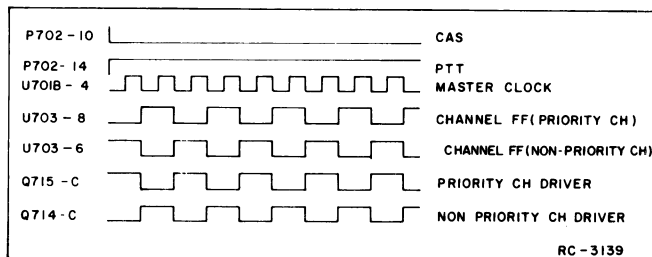 P702-10 CAS
P702-14 PTT
U701B-4 MASTER CLOCK
U703-8 CHANNEL FF(PRIORITY CH)
U703-6 CHANNEL FF(NON-PRIORITY CH)
Q715-C PRIORITY CH DRIVER
Q714-C NON PRIORITY CH DRIVER
RC-3139